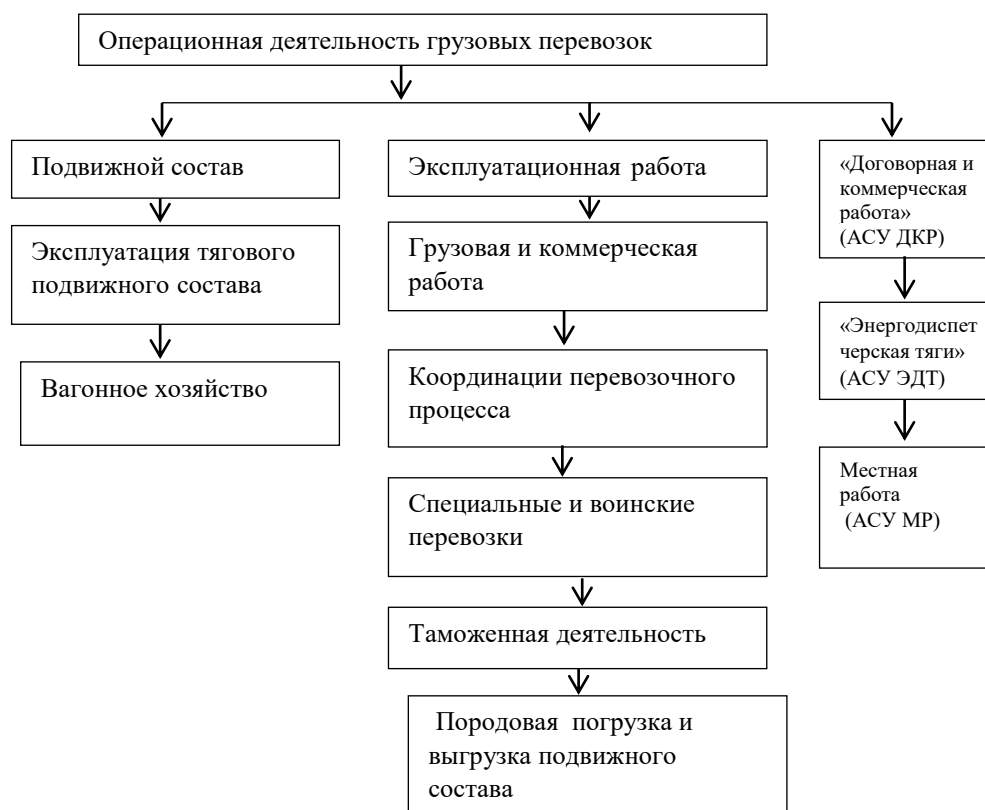 Операционная деятельность грузовых перевозок
Подвижной состав
Эксплуатация тягового
подвижного состава
Вагонное хозяйство
Эксплуатационная работа
Грузовая и коммерческая
работа
Координации перевозочного
процесса
Специальные и воинские
перевозки
Таможенная деятельность
Породовая погрузка и
выгрузка подвижного
состава
«Договорная и
коммерческая
работа»
(АСУ ДКР)
«Энергодиспет
черская тяги»
(АСУ ЭДТ)
Местная
работа
(АСУ МР)